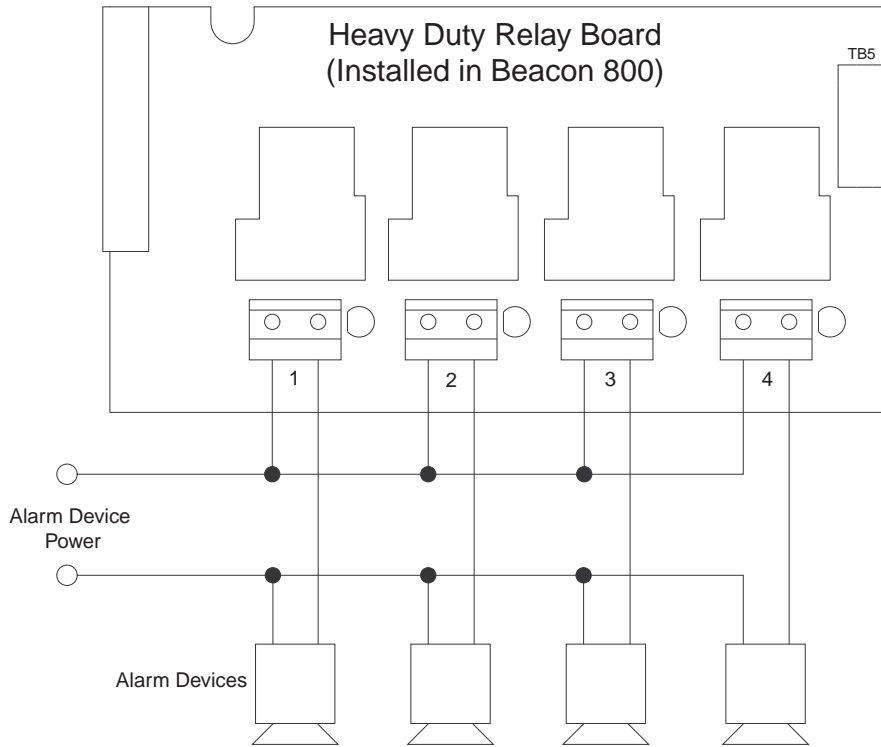 Heavy Duty Relay Board
(Installed in Beacon 800)
TB5
1
2
3
4
Alarm Device
Power
Alarm Devices